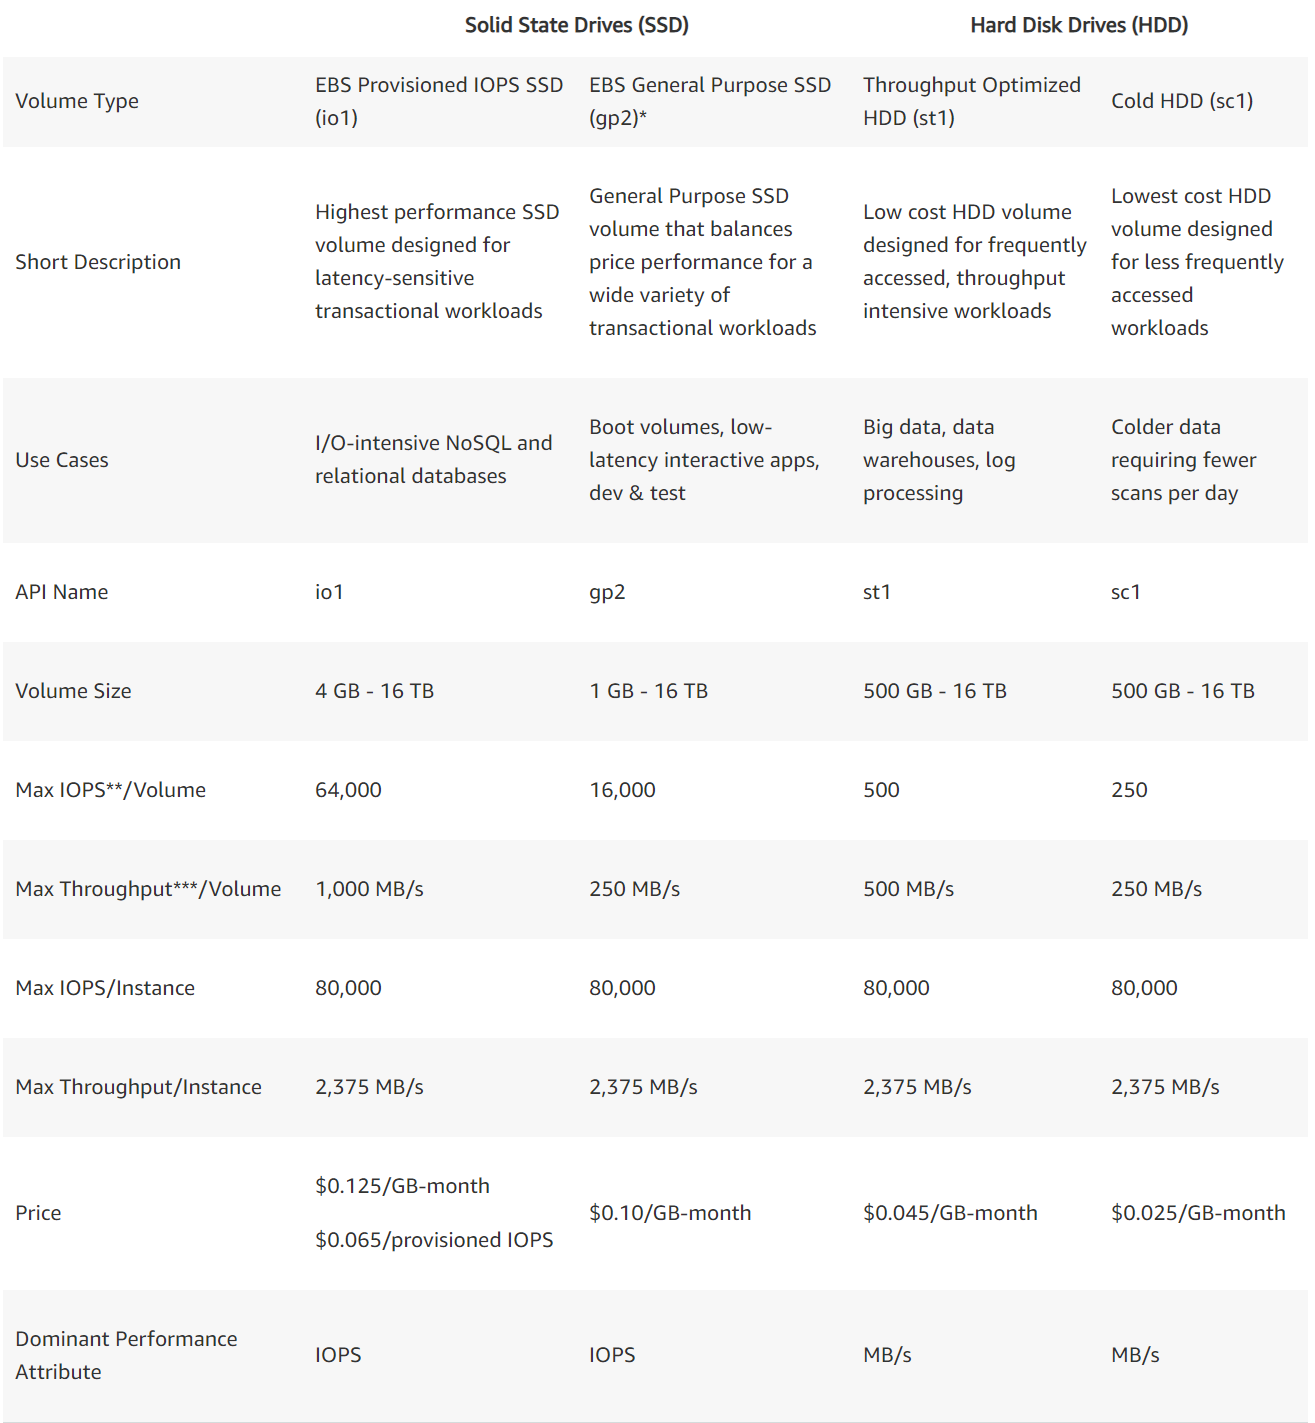 Solid State Drives (SSD)
Hard Disk Drives (HDD)
Volume Type
EBS Provisioned IOPS SSD
(io1)
EBS General Purpose SSD
(gp2)*
Throughput Optimized
HDD (st1)
Cold HDD (sc1)
Short Description
Highest performance SSD
volume designed for
latency-sensitive
transactional workloads
General Purpose SSD
volume that balances
price performance for a
wide variety of
transactional workloads
Low cost HDD volume
designed for frequently
accessed, throughput
intensive workloads
Lowest cost HDD
volume designed
for less frequently
accessed
workloads
Use Cases
I/O-intensive NoSQL and
relational databases
Boot volumes, low-
latency interactive apps,
dev & test
Big data, data
warehouses, log
processing
Colder data
requiring fewer
scans per day
API Name
io1
gp2
st1
sc1
Volume Size
4 GB - 16 TB
1 GB - 16 TB
500 GB - 16 TB
500 GB - 16 TB
Max IOPS**/Volume
64,000
16,000
500
250
Max Throughput***/Volume
1,000 MB/s
250 MB/s
500 MB/s
250 MB/s
Max IOPS/Instance
80,000
80,000
80,000
80,000
Max Throughput/Instance
2,375 MB/s
2,375 MB/s
2,375 MB/s
2,375 MB/s
Price
$0.125/GB-month
$0.065/provisioned IOPS
$0.10/GB-month
$0.045/GB-month
$0.025/GB-month
Dominant Performance
Attribute
IOPS
IOPS
MB/s
MB/s